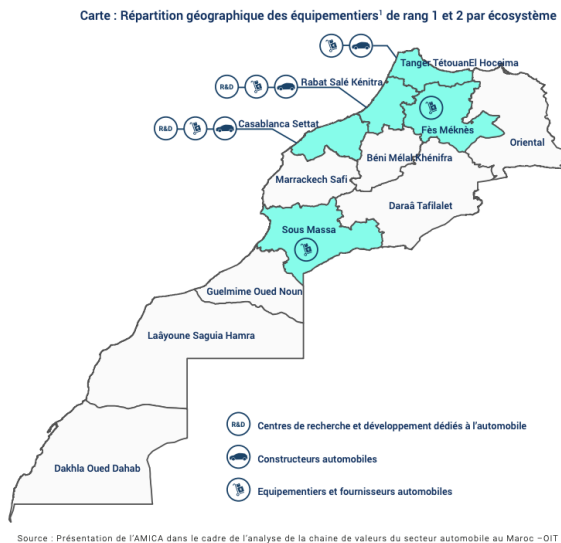 Carte : Répartition géographique des équipementiers¹ de rang 1 et 2 par écosystème
Tanger TétouanEl Hoceima
R&D
Rabat Salé Kénitra
R&D
Casablanca Settat
Fès Méknès
Oriental
Béni Mélal Khénifra
Marrackech Safi
Daraâ Tafilalet
Sous Massa
Guelmime Oued Noun
Laâyoune Saguia Hamra
Dakhla Oued Dahab
R&D Centres de recherche et développement dédiés à l'automobile
Constructeurs automobiles
Equipementiers et fournisseurs automobiles
Source : Présentation de l'AMICA dans le cadre de l'analyse de la chaine de valeurs du secteur automobile au Maroc –OIT